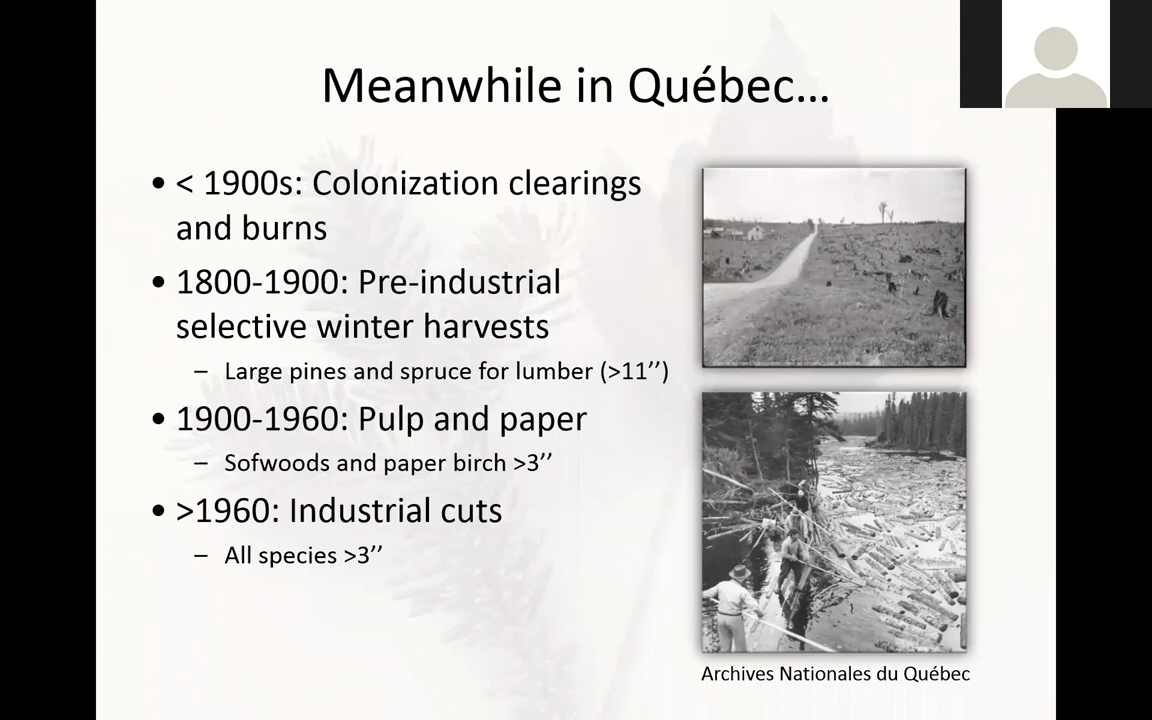 Meanwhile in Québec…
• < 1900s: Colonization clearings
and burns
• 1800-1900: Pre-industrial
selective winter harvests
– Large pines and spruce for lumber (>11’’)
• 1900-1960: Pulp and paper
– Sofwoods and paper birch >3’’
• >1960: Industrial cuts
– All species >3’’
Archives Nationales du Québec